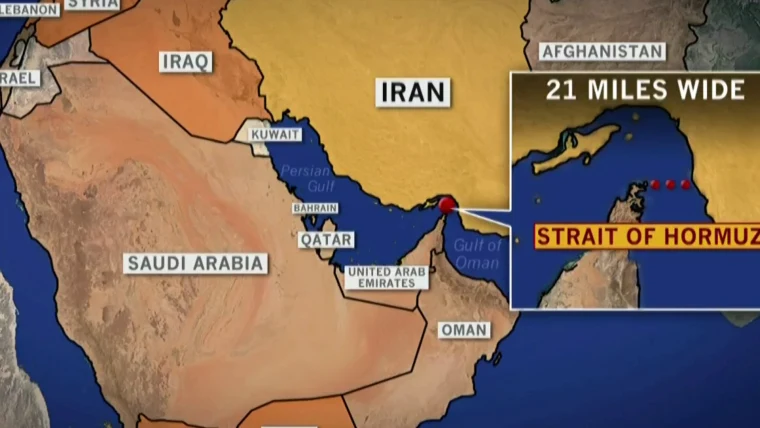 LEBANON
SYRIA
RAEL
IRAQ
IRAN
AFGHANISTAN
21 MILES WIDE
KUWAIT
Persian
Gulf
BAHRAIN
QATAR
STRAIT OF HORMUZ
Gulf of
Oman
SAUDI ARABIA
UNITED ARAB
EMIRATES
OMAN